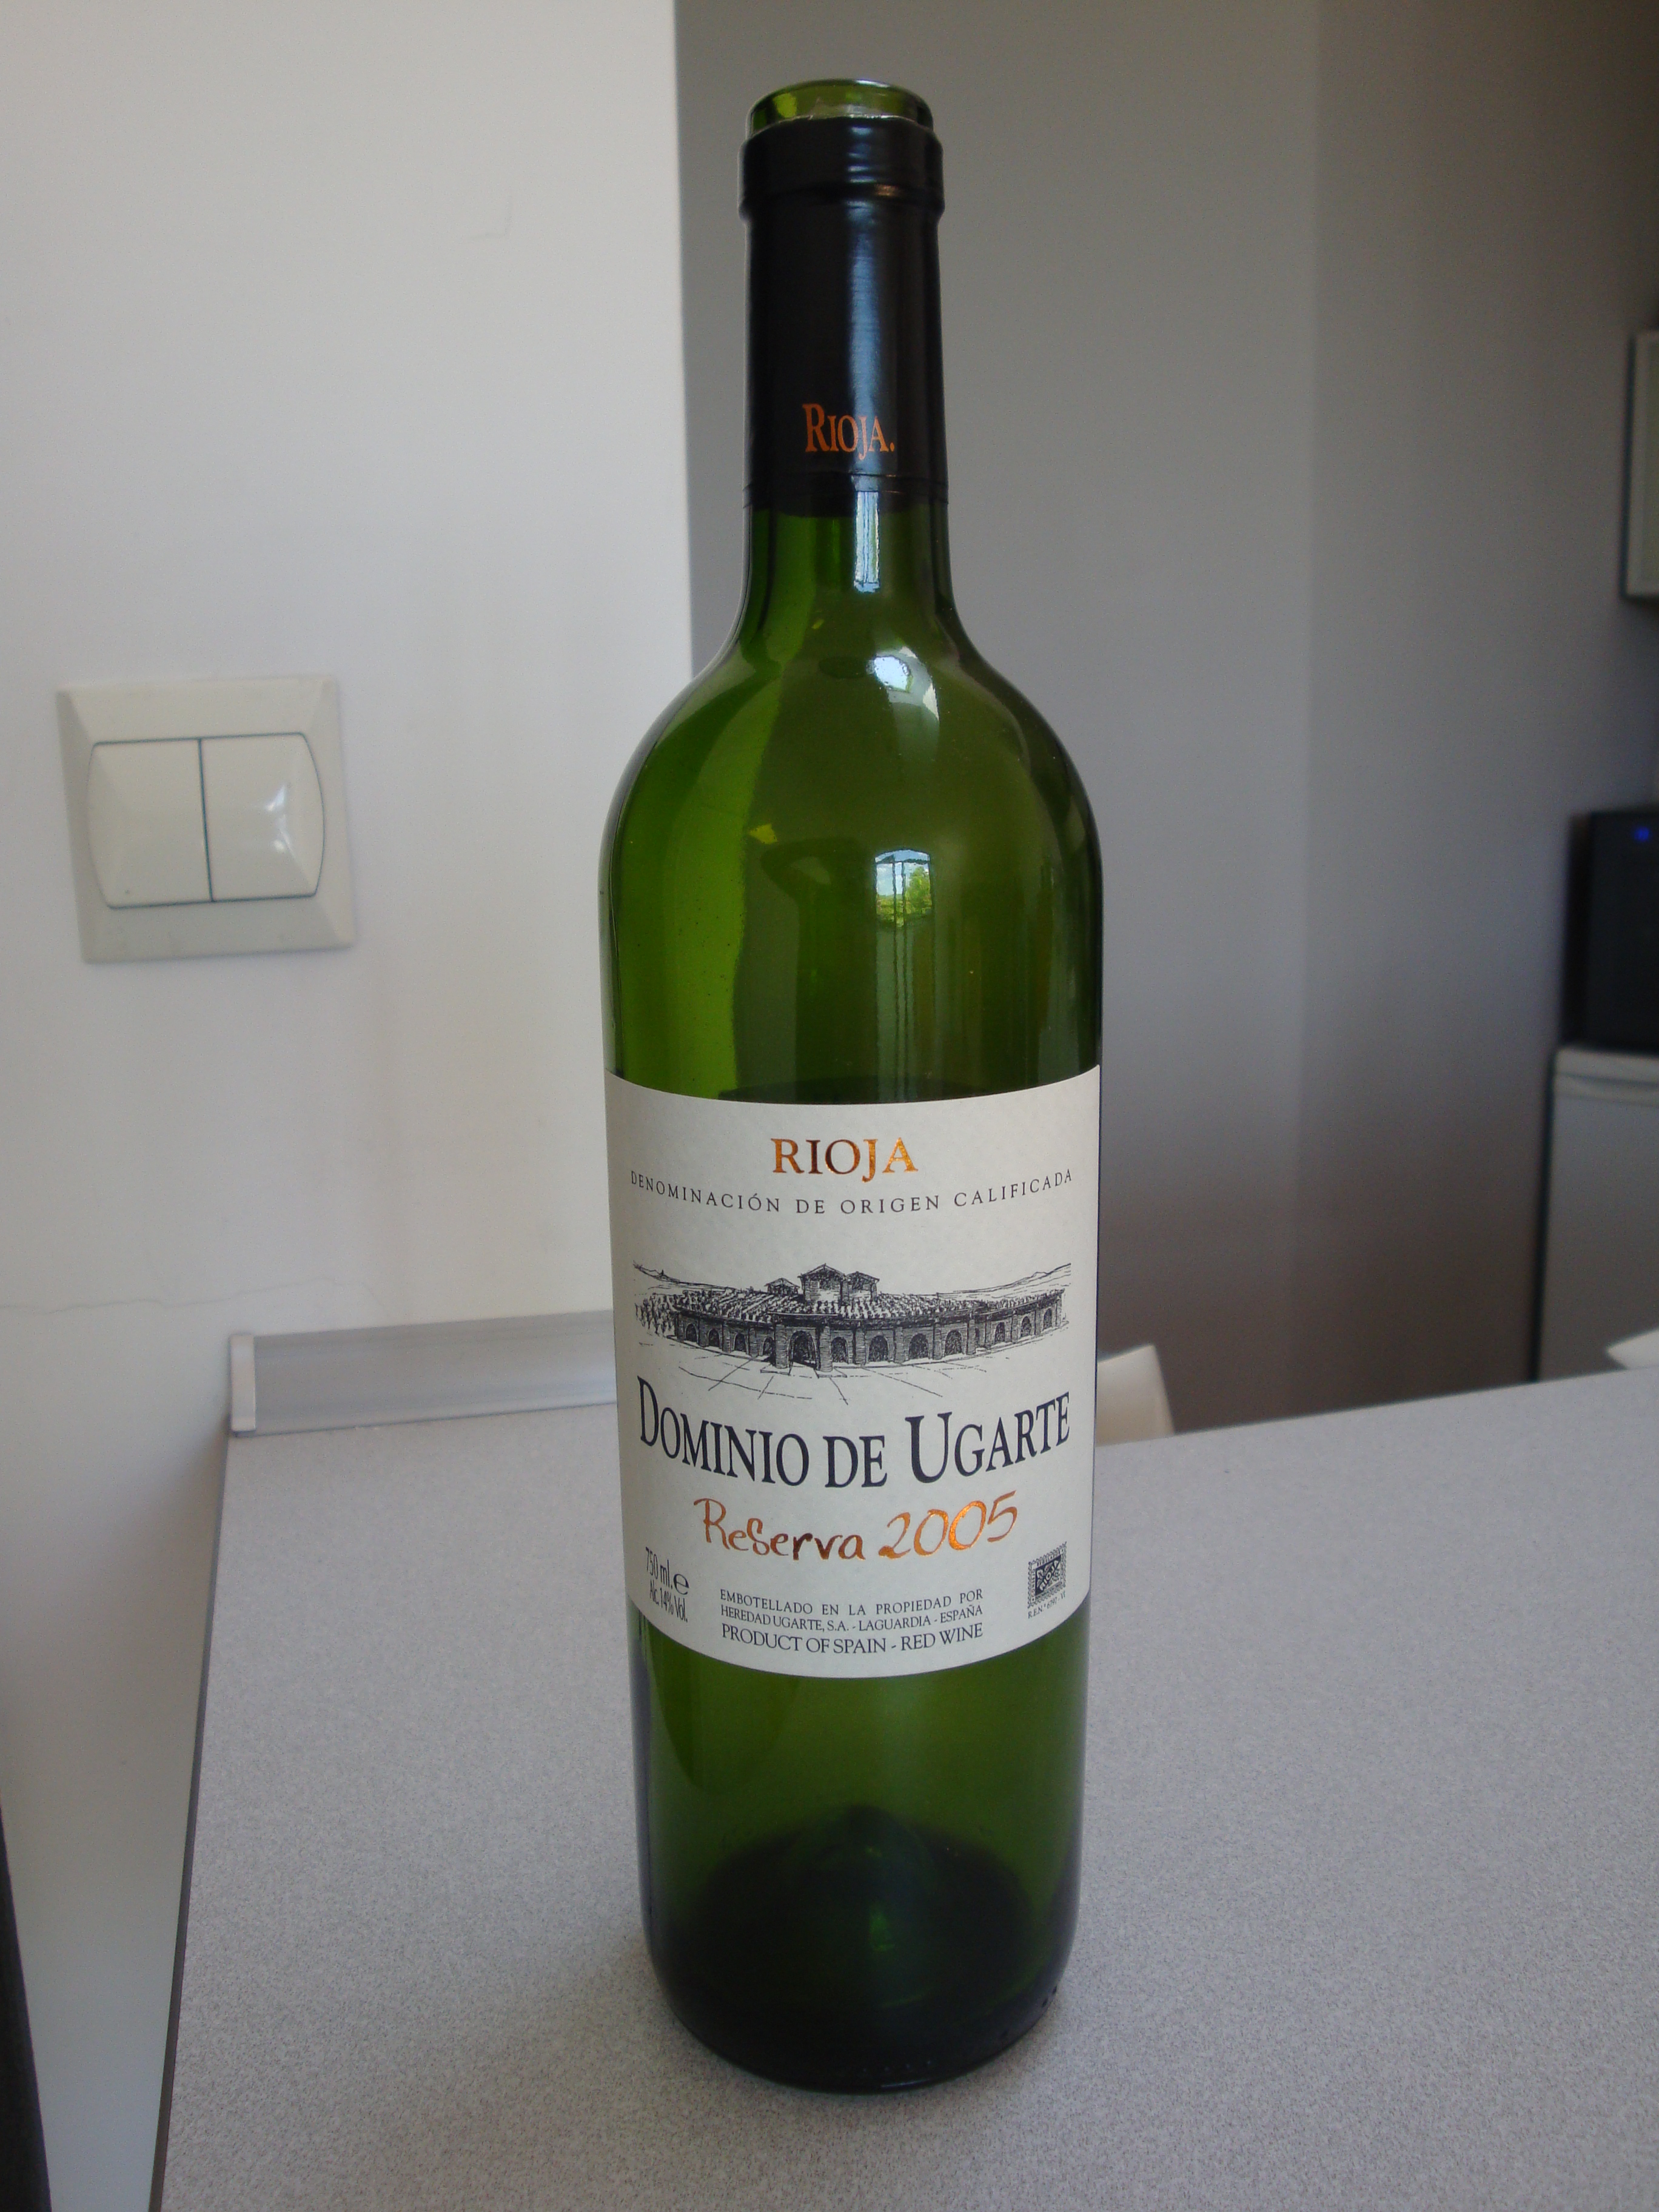 RIOJA.
RIOJA
DENOMINACIÓN DE ORIGEN CALIFICADA
DOMINIO DE UGARTE
Reserva 2005
750 ml. e
Alc. 14% Vol.
EMBOTELLADO EN LA PROPIEDAD POR
HEREDAD UGARTE, S.A. - LAGUARDIA - ESPAÑA
PRODUCT OF SPAIN - RED WINE